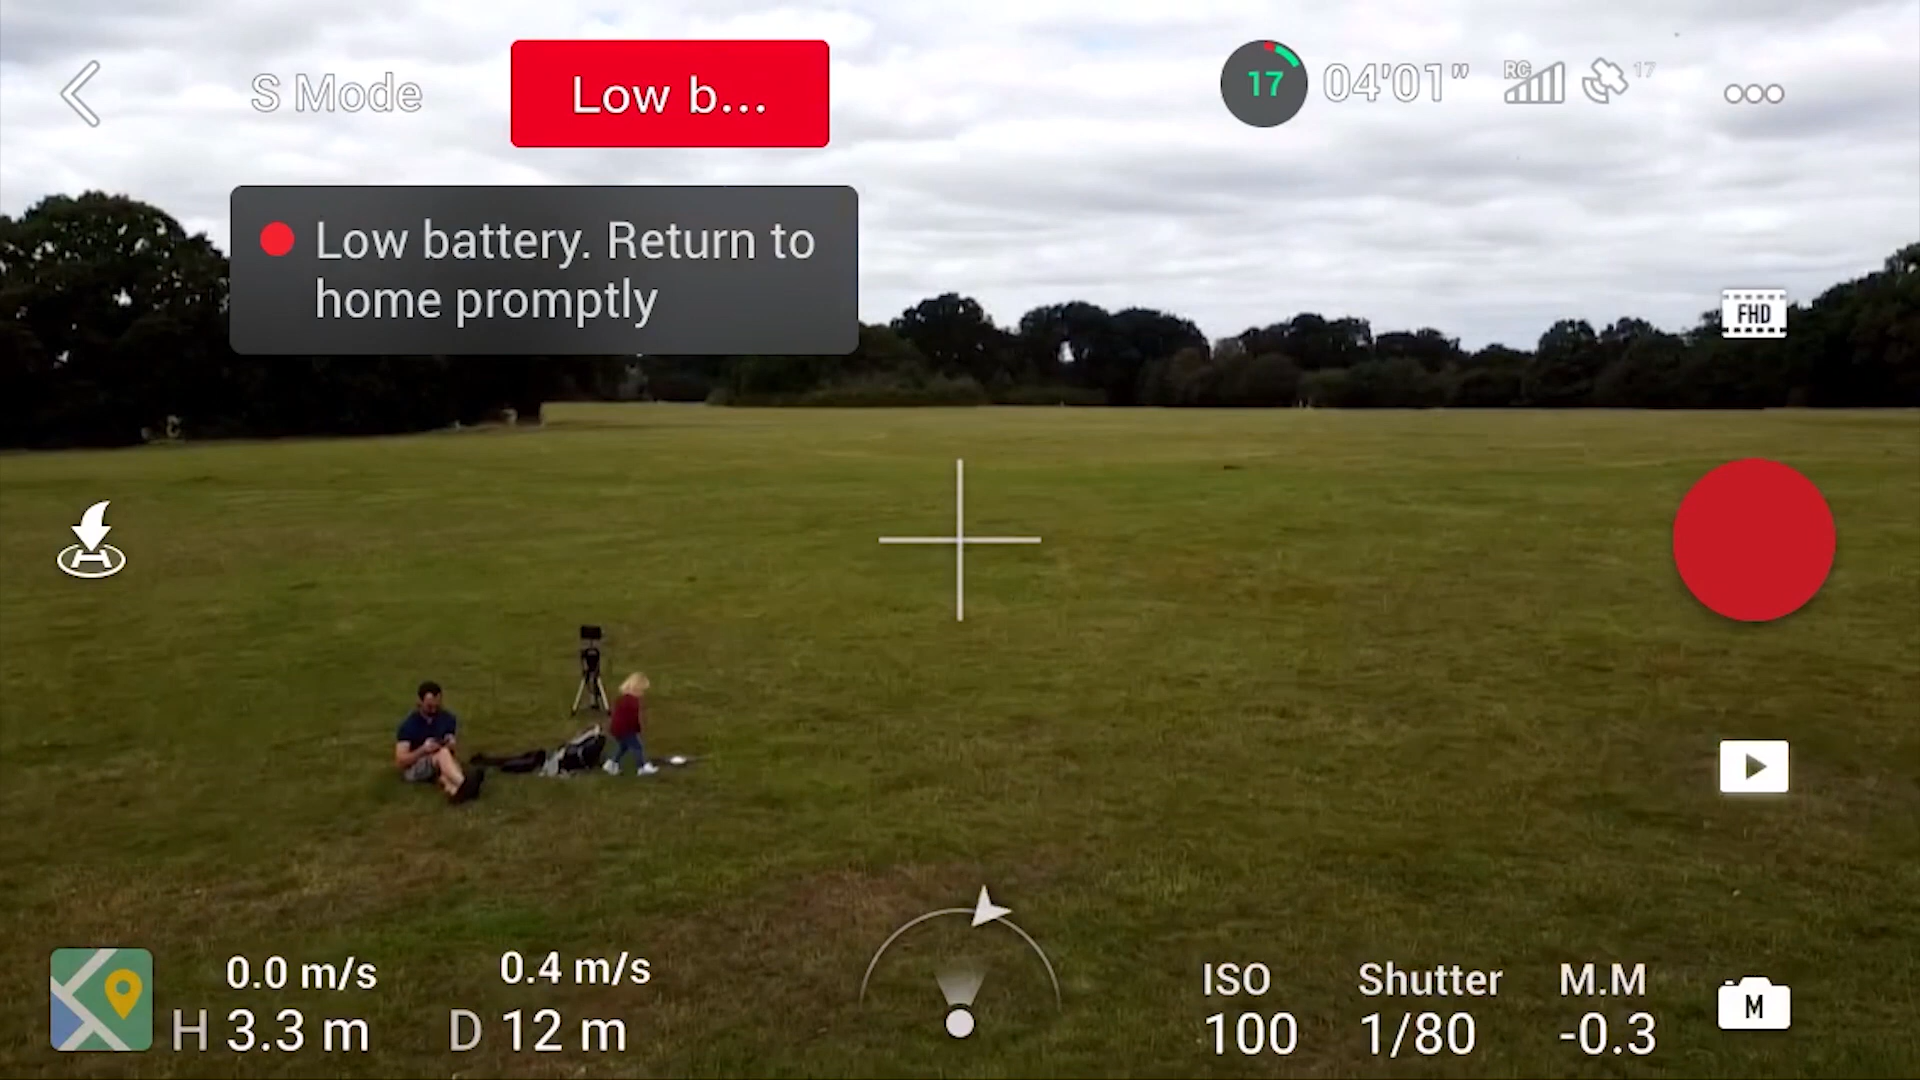 S Mode
Low b...
17
04'01"
RC
17
Low battery. Return to
home promptly
FHD
H
0.0 m/s
0.4 m/s
H 3.3 m
D 12 m
ISO
100
Shutter
1/80
M.M
-0.3
M